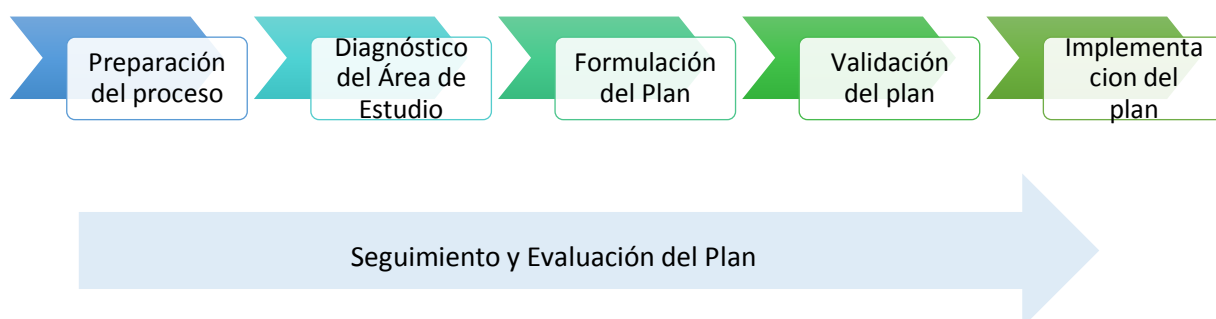 Preparación
del proceso
Diagnóstico
del Área de
Estudio
Formulación
del Plan
Validación
del plan
Implementa
cion del
plan
Seguimiento y Evaluación del Plan